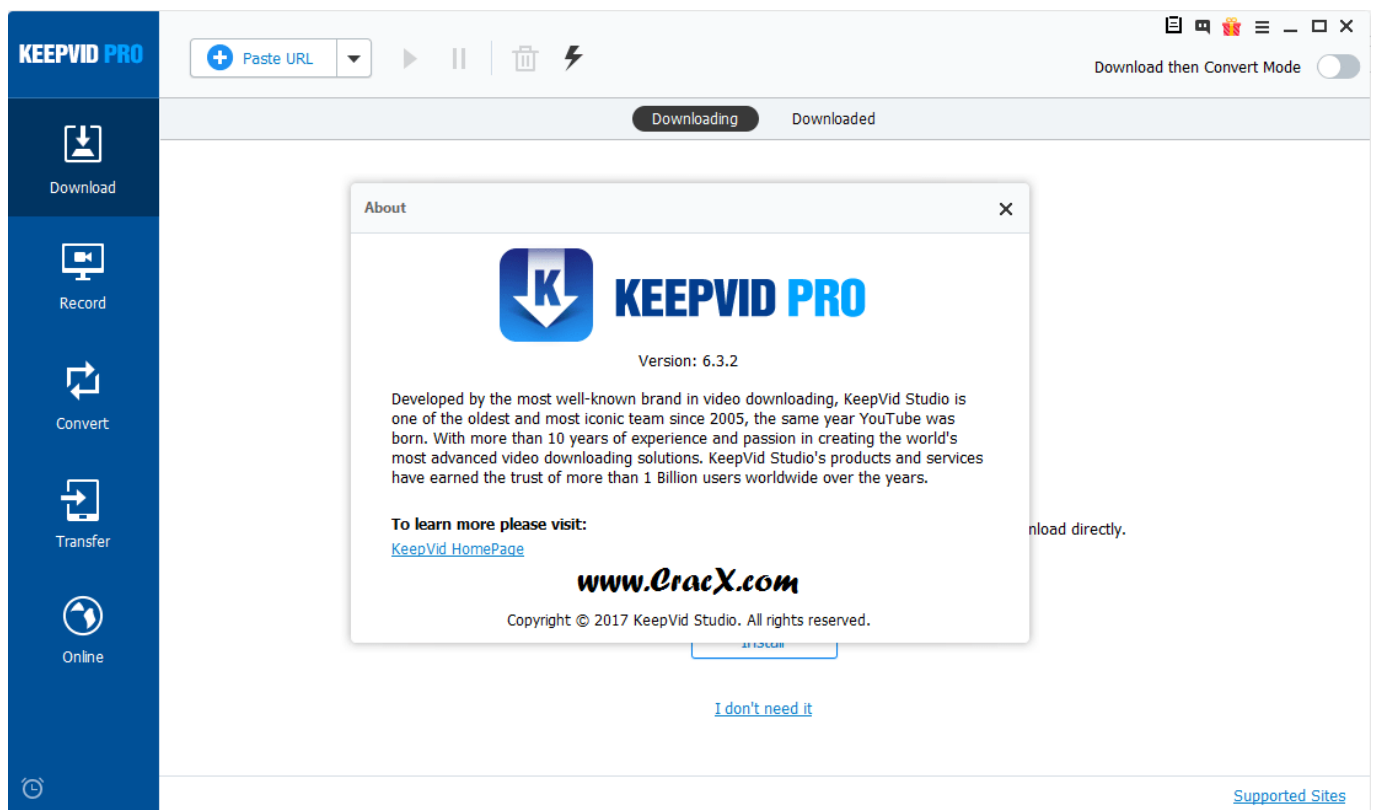 KEEPVID PRO
Paste URL
Download then Convert Mode
Downloading
Downloaded
Download
Record
Convert
Transfer
Online
About
K
KEEPVID PRO
Version: 6.3.2
Developed by the most well-known brand in video downloading, KeepVid Studio is
one of the oldest and most iconic team since 2005, the same year YouTube was
born. With more than 10 years of experience and passion in creating the world's
most advanced video downloading solutions. KeepVid Studio's products and services
have earned the trust of more than 1 Billion users worldwide over the years.
To learn more please visit:
KeepVid HomePage
www.CracX.com
Copyright © 2017 KeepVid Studio. All rights reserved.
nload directly.
Install
I don't need it
Supported Sites